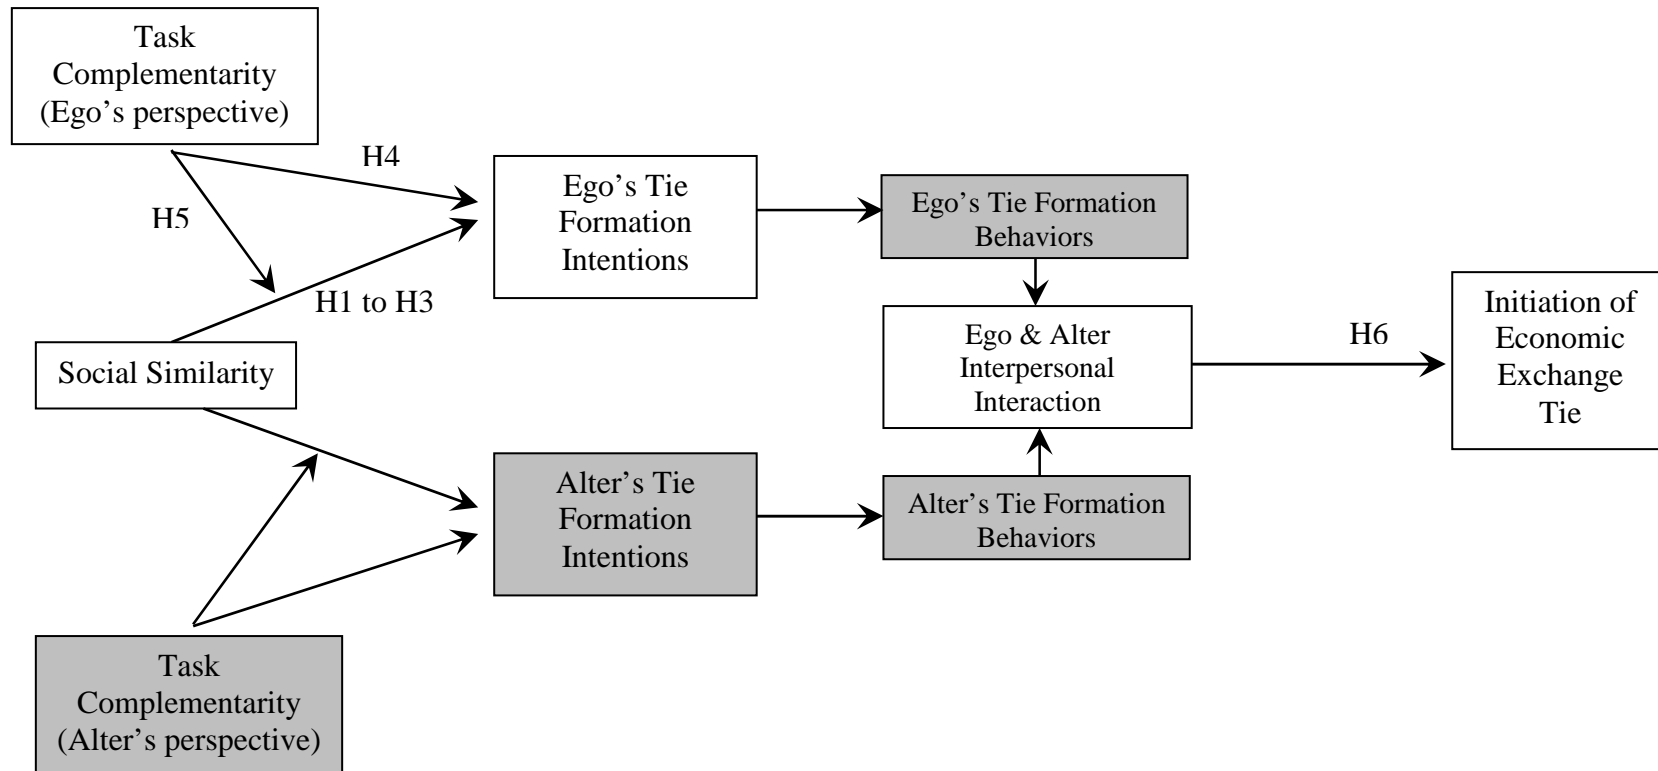 Task
Complementarity
(Ego’s perspective)
H4
H5
Ego’s Tie
Formation
Intentions
Ego’s Tie Formation
Behaviors
H1 to H3
Social Similarity
Ego & Alter
Interpersonal
Interaction
H6
Initiation of
Economic
Exchange
Tie
Alter’s Tie
Formation
Intentions
Alter’s Tie Formation
Behaviors
Task
Complementarity
(Alter’s perspective)